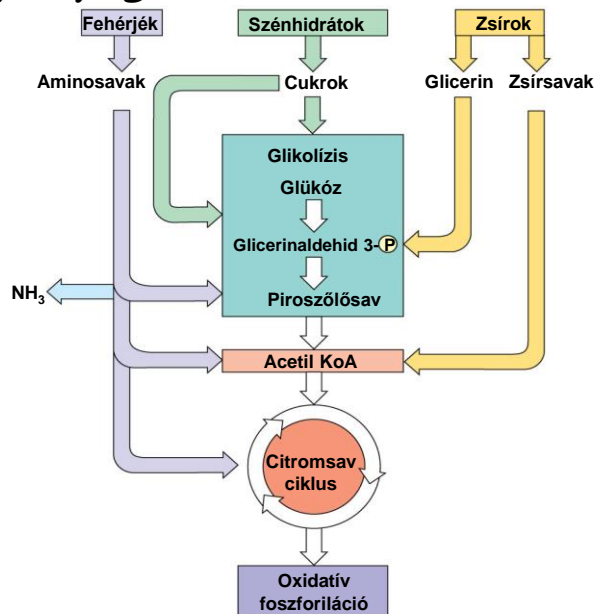 Fehérjék
Szénhidrátok
Zsírok
Aminosavak
Cukrok
Glicerin
Zsírsavak
Glikolízis
Glükóz
Glicerinaldehid 3-P
NH₃
Piroszőlősav
Acetil KoA
Citromsav
ciklus
Oxidatív
foszforiláció